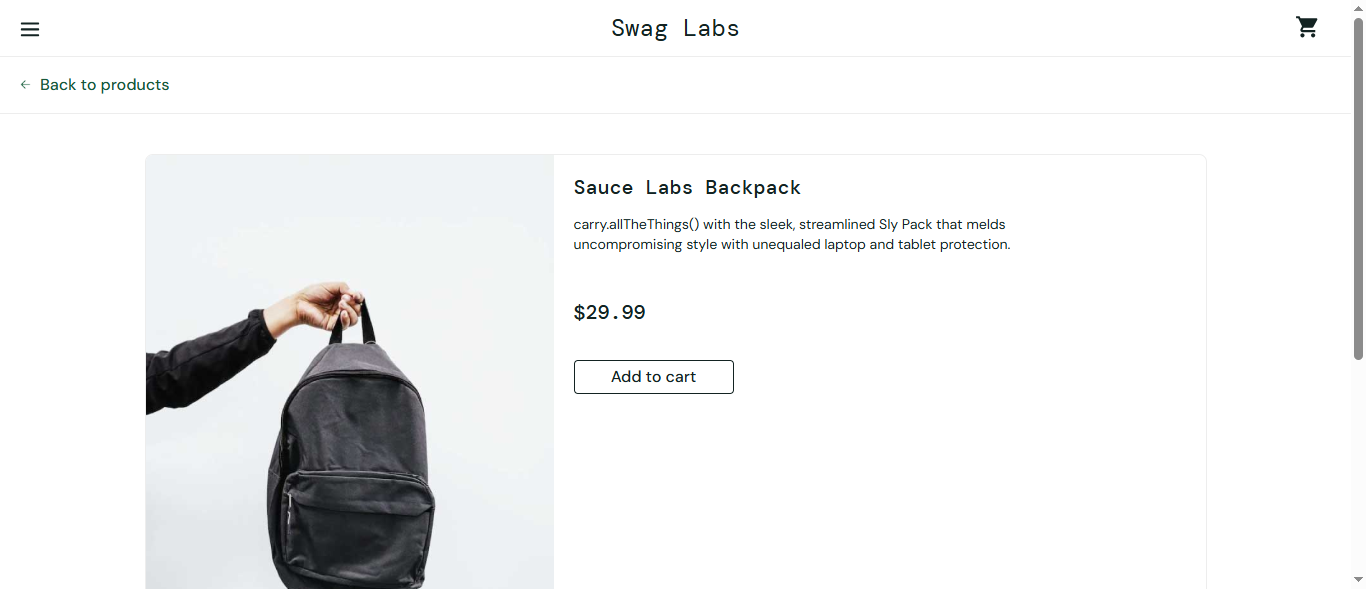 Swag Labs
Back to products
Sauce Labs Backpack
carry.allTheThings() with the sleek, streamlined Sly Pack that melds
uncompromising style with unequaled laptop and tablet protection.
$29.99
Add to cart